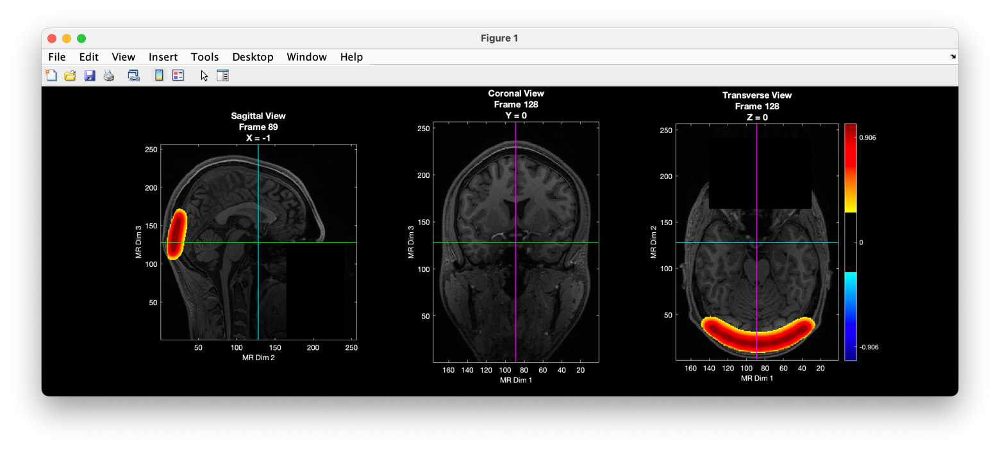 Figure 1
File Edit View Insert Tools Desktop Window Help
Sagittal View
Frame 89
X = -1
250
200
150
100
50
MR Dim 3
50 100 150 200 250
MR Dim 2
Coronal View
Frame 128
Y = 0
250
200
150
100
50
MR Dim 3
160 140 120 100 80 60 40 20
MR Dim 1
Transverse View
Frame 128
Z = 0
250
200
150
100
50
MR Dim 2
160 140 120 100 80 60 40 20
MR Dim 1
0.906
0
-0.906